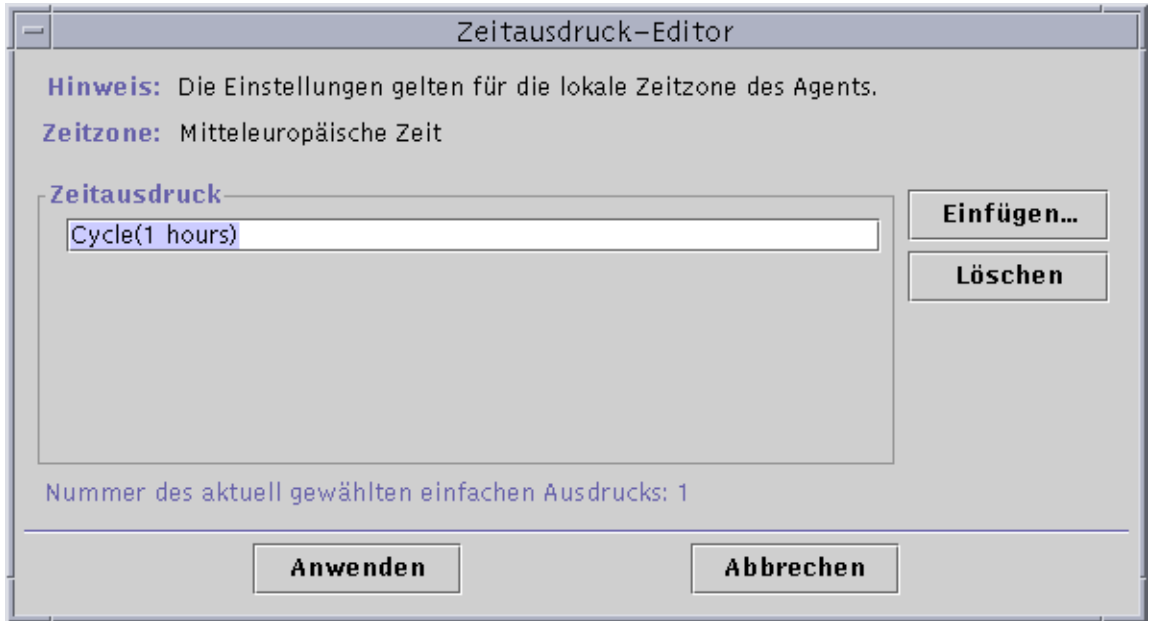 Zeitausdruck-Editor
Hinweis: Die Einstellungen gelten für die lokale Zeitzone des Agents.
Zeitzone: Mitteleuropäische Zeit
Zeitausdruck
Cycle(1 hours)
Einfügen...
Löschen
Nummer des aktuell gewählten einfachen Ausdrucks: 1
Anwenden
Abbrechen